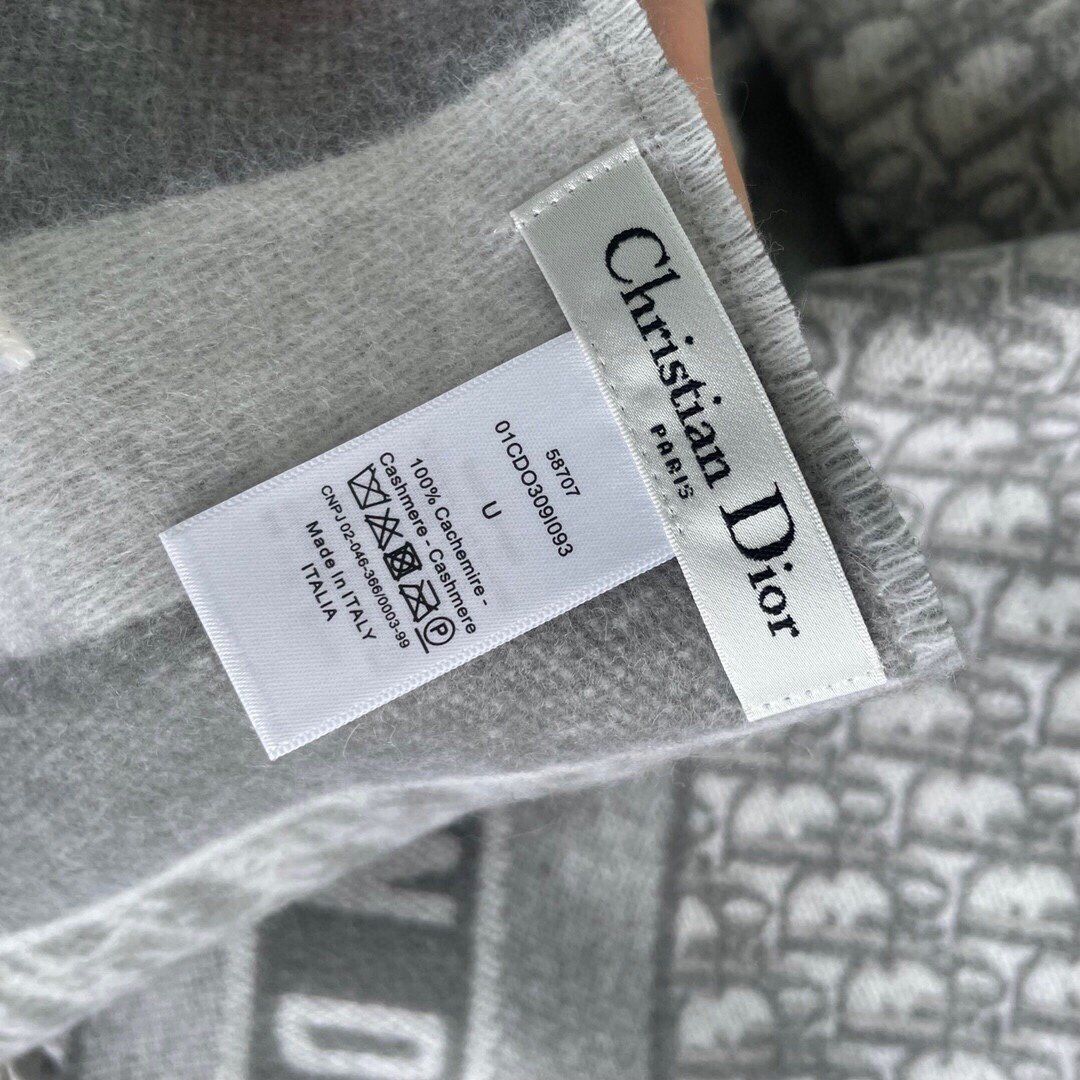 Christian Dior
PARIS
58707
01CDO309I093
U
100% Cachemire -
Cashmere - Cashmere
P
CNPJ 02-046-366/0003-99
Made In ITALY
ITALIA